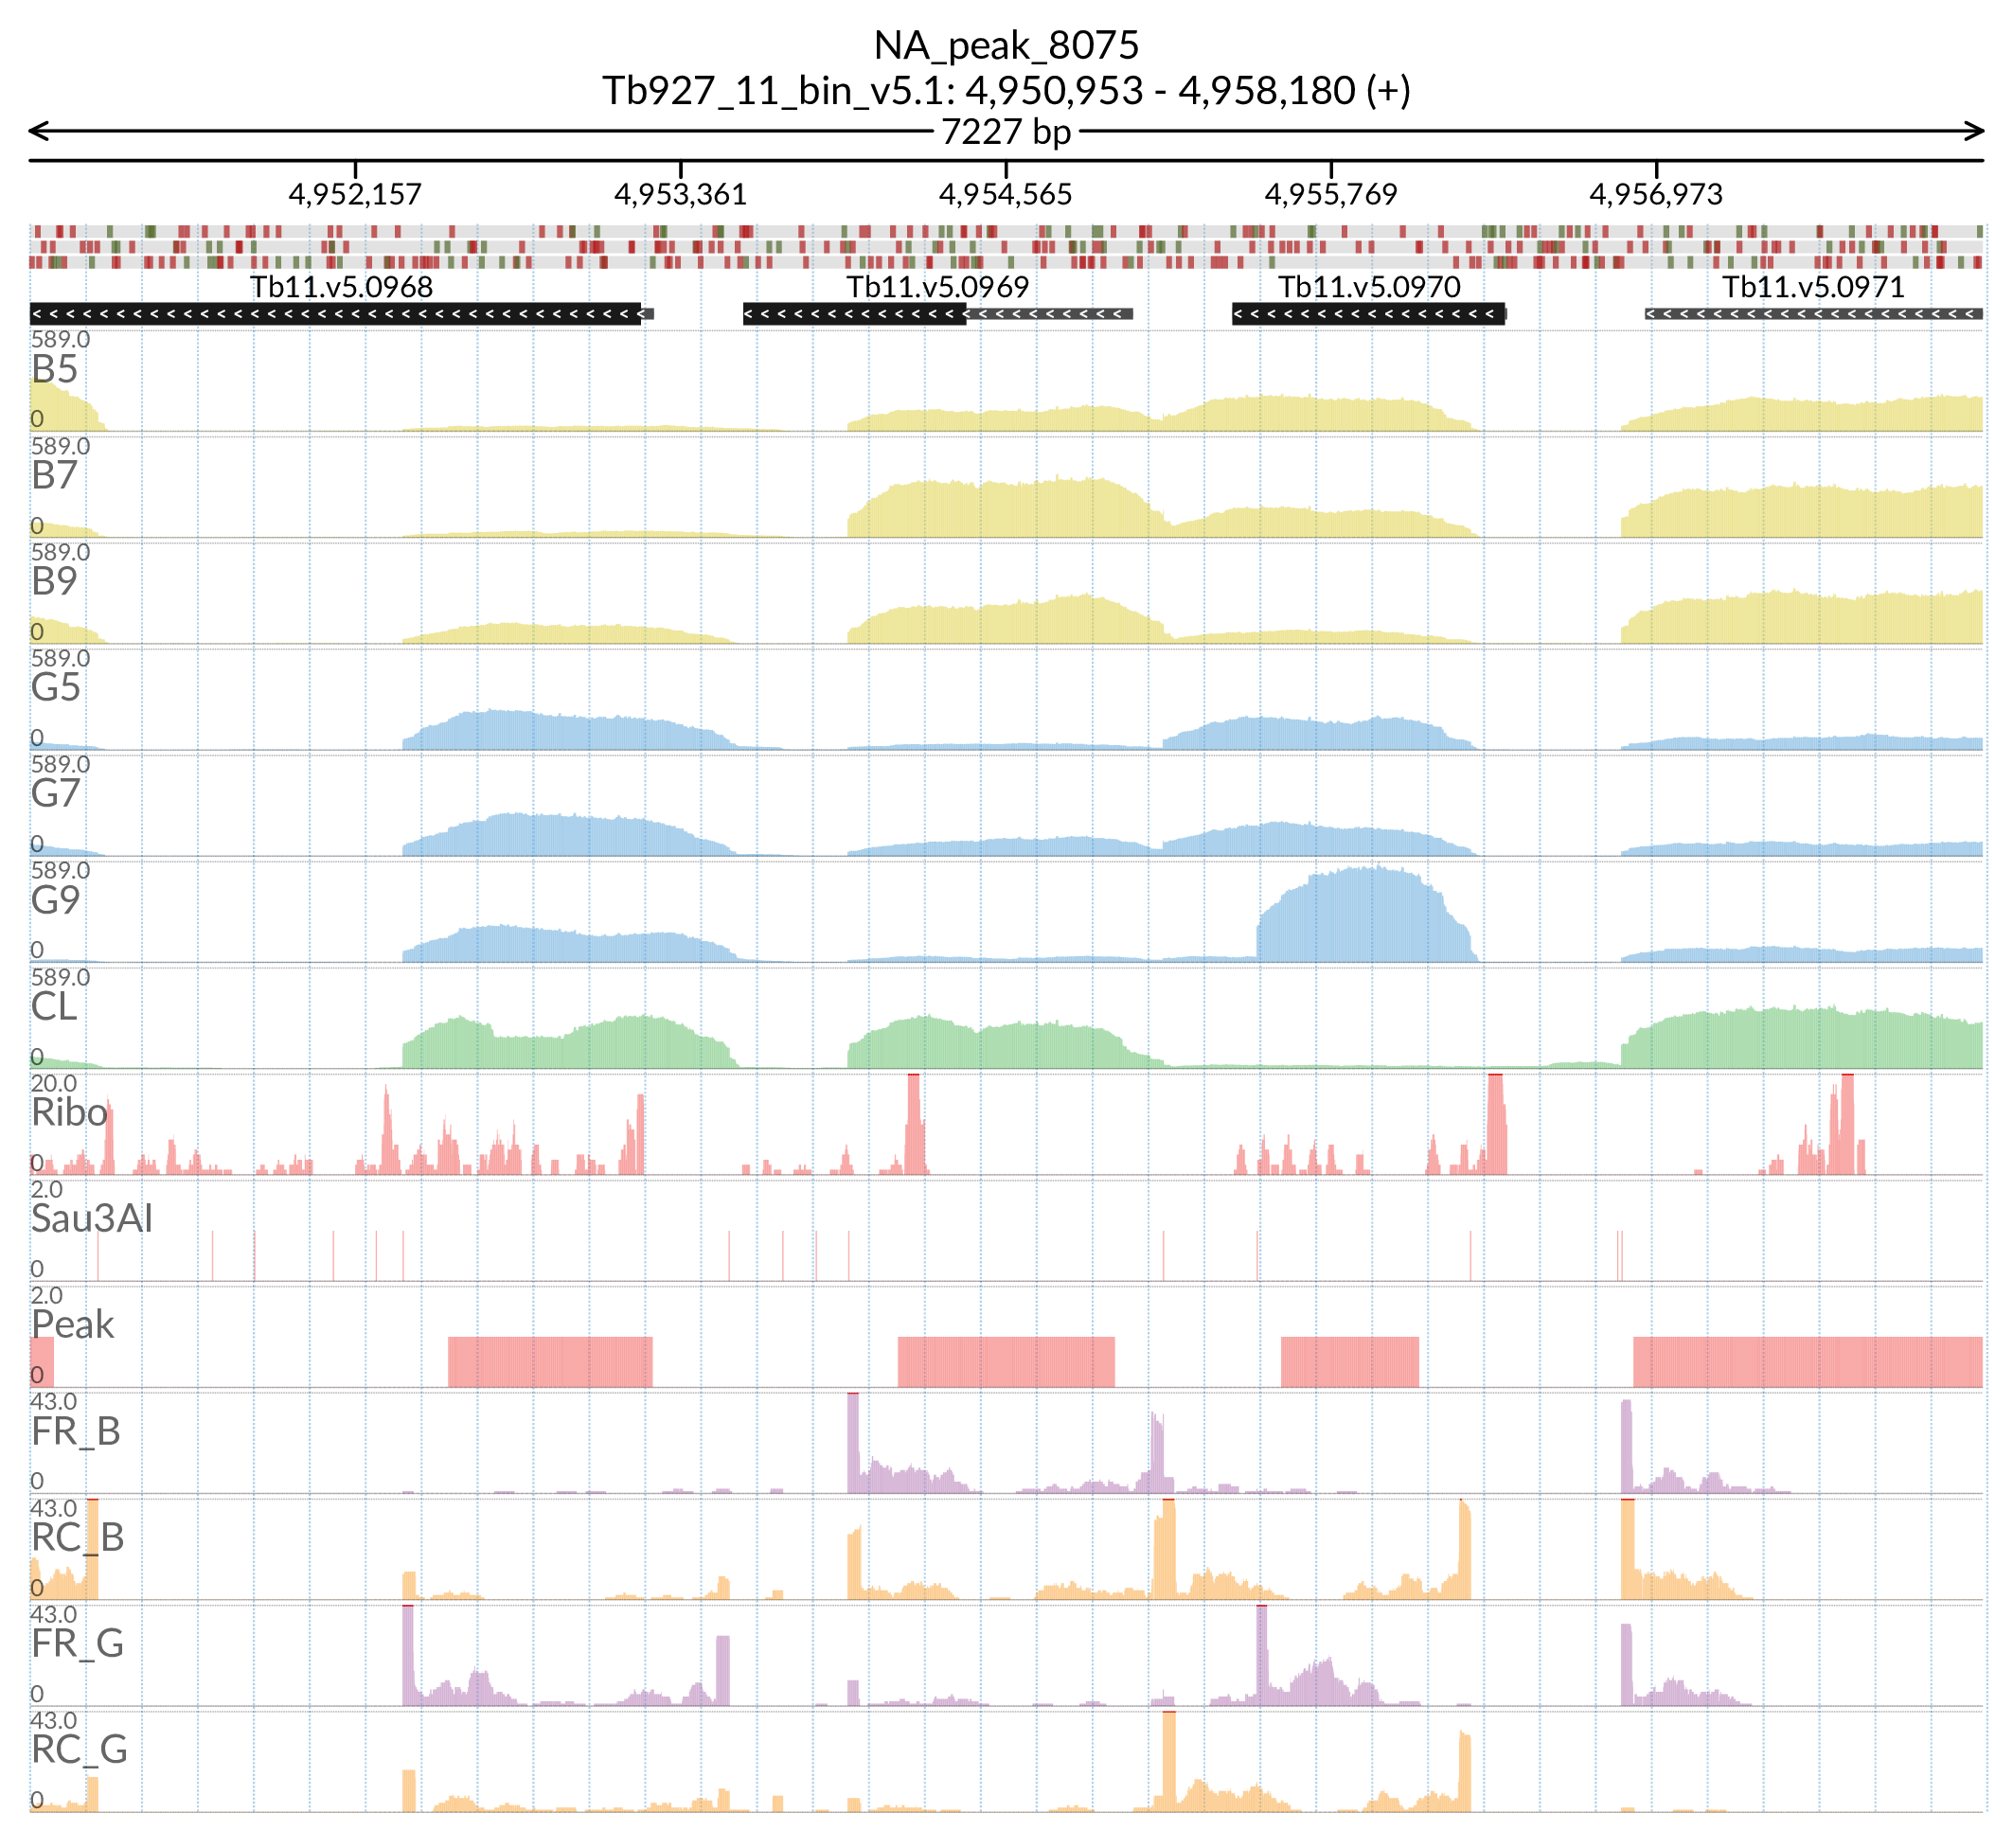 NA_peak_8075
Tb927_11_bin_v5.1: 4,950,953 - 4,958,180 (+)
7227 bp
4,952,157 4,953,361 4,954,565 4,955,769 4,956,973
Tb11.v5.0968 Tb11.v5.0969 Tb11.v5.0970 Tb11.v5.0971
589.0
B5
0
589.0
B7
0
589.0
B9
0
589.0
G5
0
589.0
G7
0
589.0
G9
0
589.0
CL
0
20.0
Ribo
0
2.0
Sau3AI
0
2.0
Peak
0
43.0
FR_B
0
43.0
RC_B
0
43.0
FR_G
0
43.0
RC_G
0